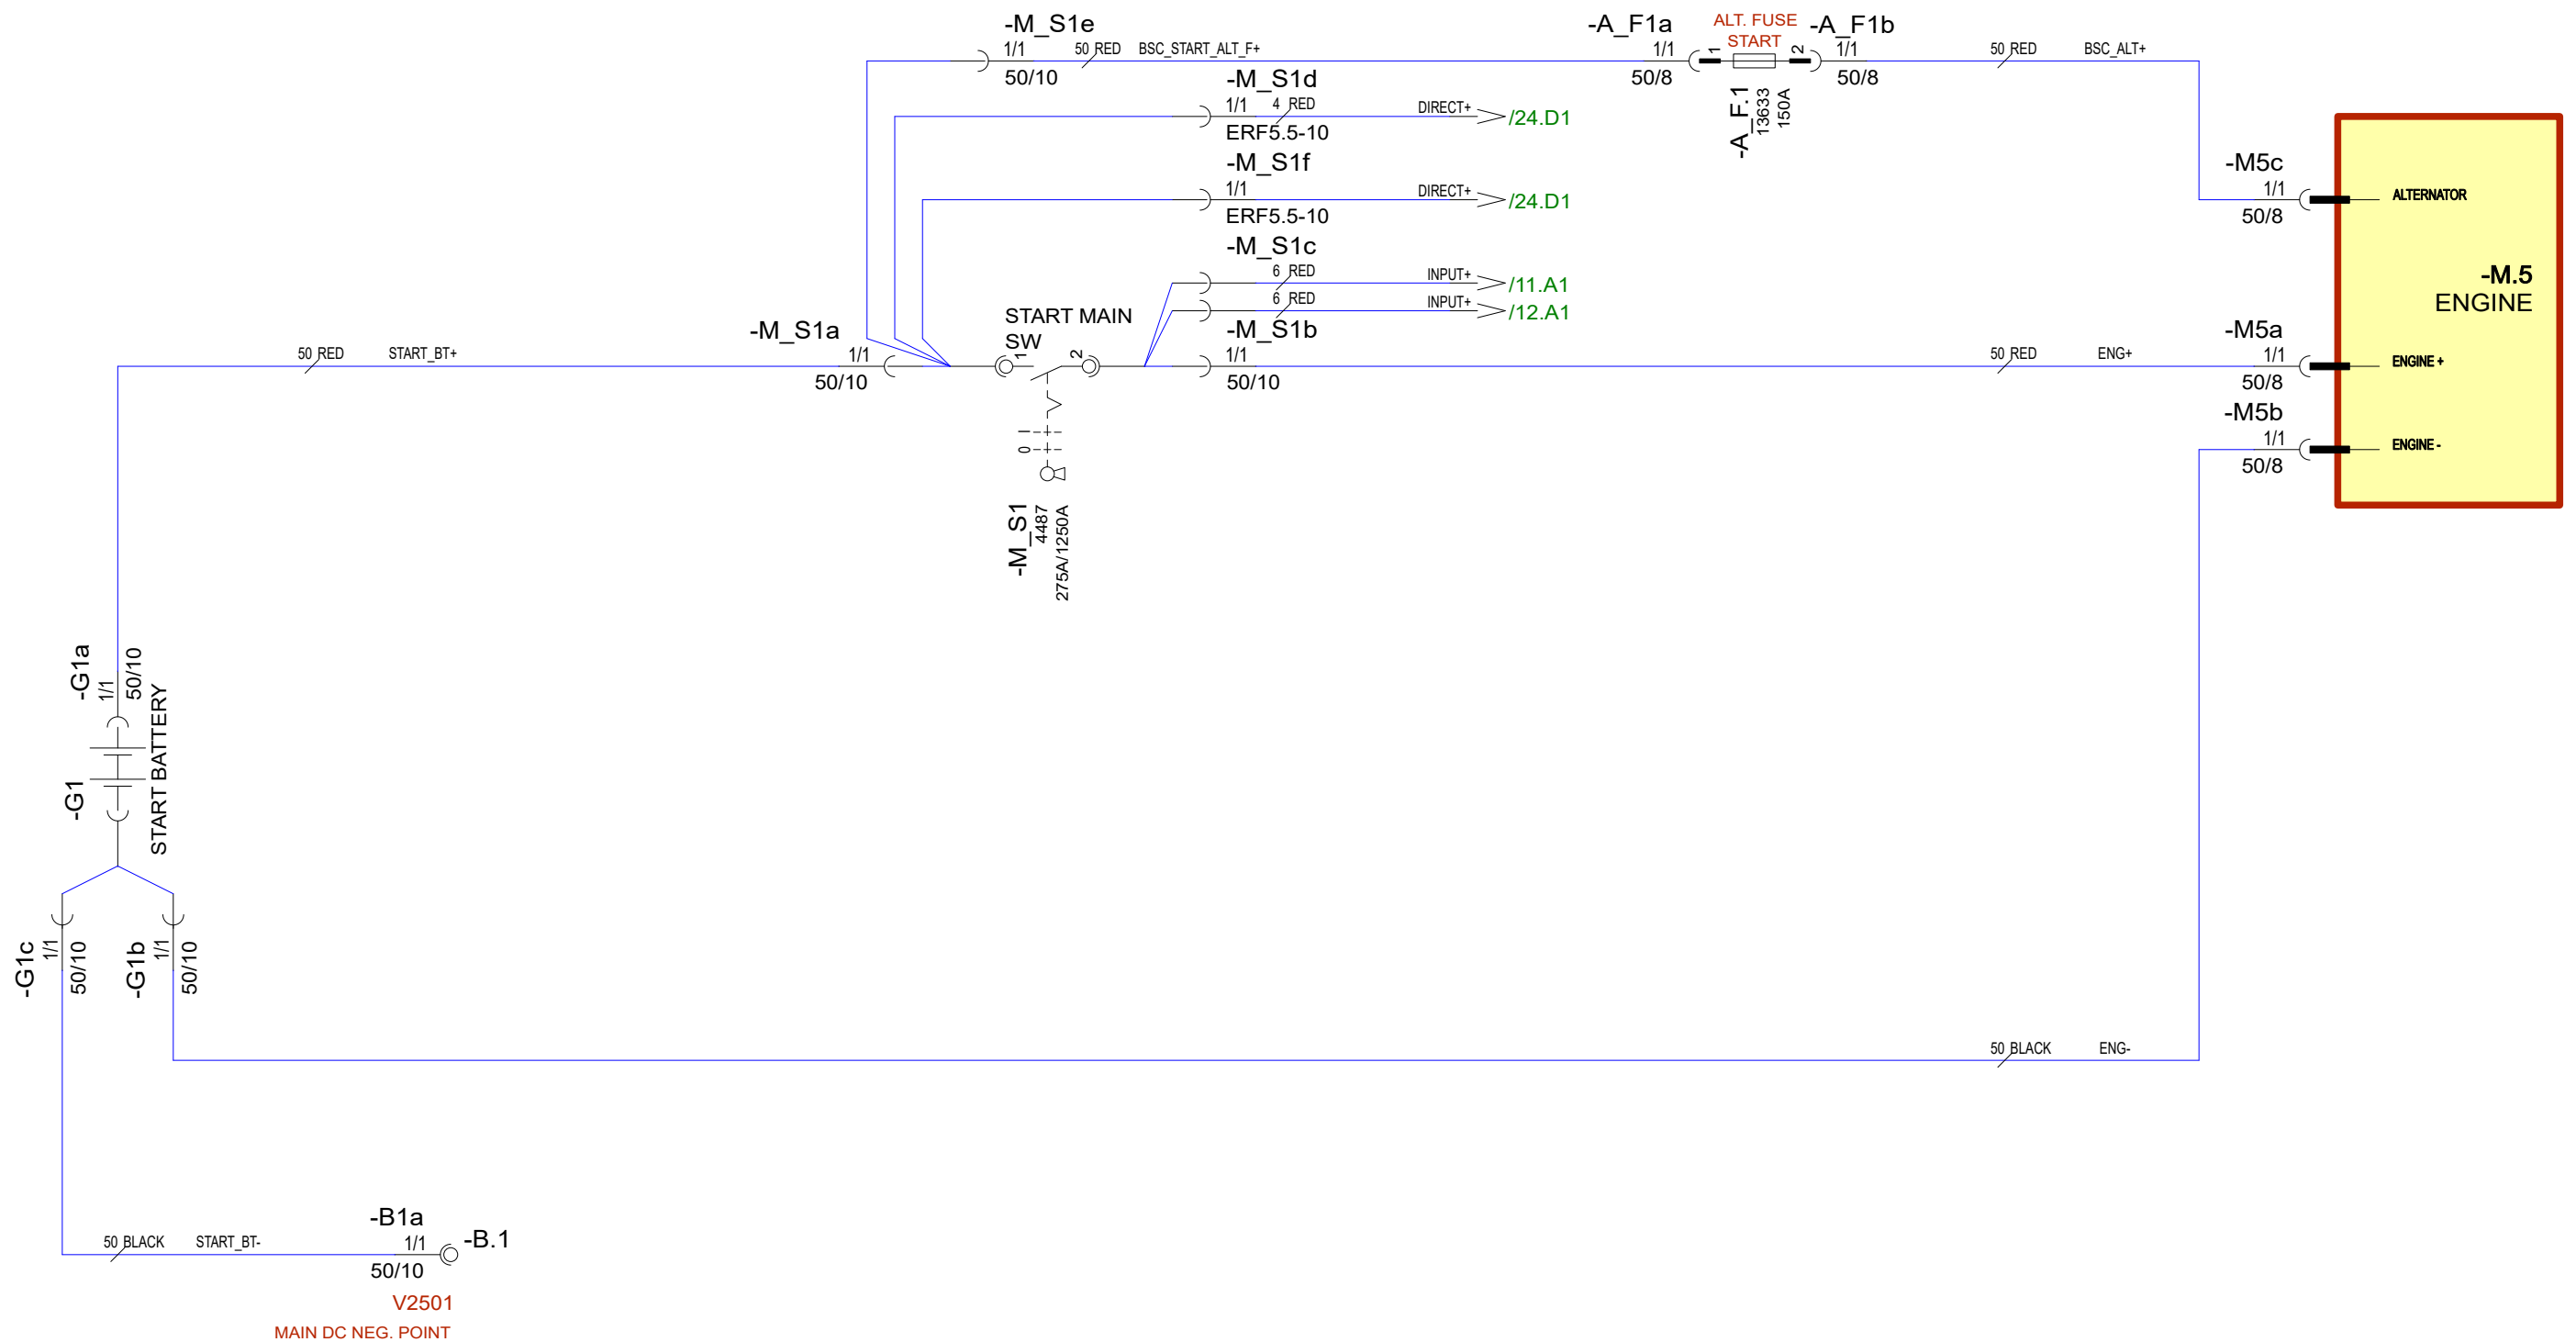 -M_S1e
1/1
50 RED
BSC_START_ALT_F+
50/10
-A_F1a
1/1
50/8
ALT. FUSE
START
1
2
-A_F.1
13633
150A
-A_F1b
1/1
50/8
50 RED
BSC_ALT+
-M_S1d
1/1
4 RED
DIRECT+
/24.D1
ERF5.5-10
-M_S1f
1/1
DIRECT+
/24.D1
ERF5.5-10
-M_S1c
6 RED
INPUT+
/11.A1
6 RED
INPUT+
/12.A1
-M5c
1/1
50/8
ALTERNATOR
-M.5
ENGINE
-M_S1a
1/1
50/10
50 RED
START_BT+
START MAIN
SW
1
2
0 I
-M_S1
4487
275A/1250A
-M_S1b
1/1
50/10
50 RED
ENG+
-M5a
1/1
50/8
ENGINE +
-M5b
1/1
50/8
ENGINE -
-G1a
1/1
50/10
-G1
START BATTERY
-G1c
1/1
50/10
-G1b
1/1
50/10
50 BLACK
ENG-
50 BLACK
START_BT-
-B1a
1/1
50/10
-B.1
V2501
MAIN DC NEG. POINT